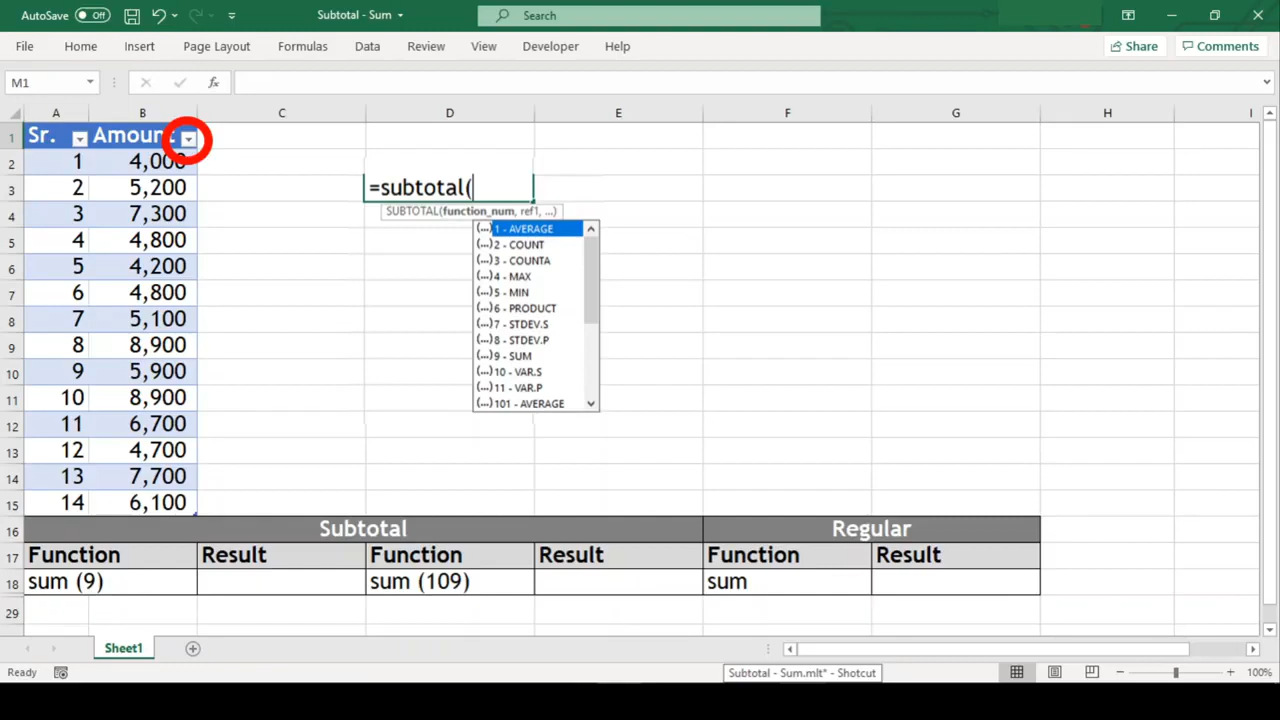 AutoSave Off Subtotal - Sum Search
File Home Insert Page Layout Formulas Data Review View Developer Help Share Comments
M1 fx
A B C D E F G H I
1 Sr. Amount
2 1 4,000
3 2 5,200 =subtotal(
4 3 7,300 SUBTOTAL(function_num, ref1, ...)
(...) 1 - AVERAGE
5 4 4,800 (...) 2 - COUNT
(...) 3 - COUNTA
6 5 4,200 (...) 4 - MAX
7 6 4,800 (...) 5 - MIN
(...) 6 - PRODUCT
8 7 5,100 (...) 7 - STDEV.S
9 8 8,900 (...) 8 - STDEV.P
(...) 9 - SUM
10 9 5,900 (...) 10 - VAR.S
(...) 11 - VAR.P
11 10 8,900 (...) 101 - AVERAGE
12 11 6,700
13 12 4,700
14 13 7,700
15 14 6,100
16 Subtotal Regular
17 Function Result Function Result Function Result
18 sum (9) sum (109) sum
29
Sheet1
Ready Subtotal - Sum.mlt* - Shotcut 100%